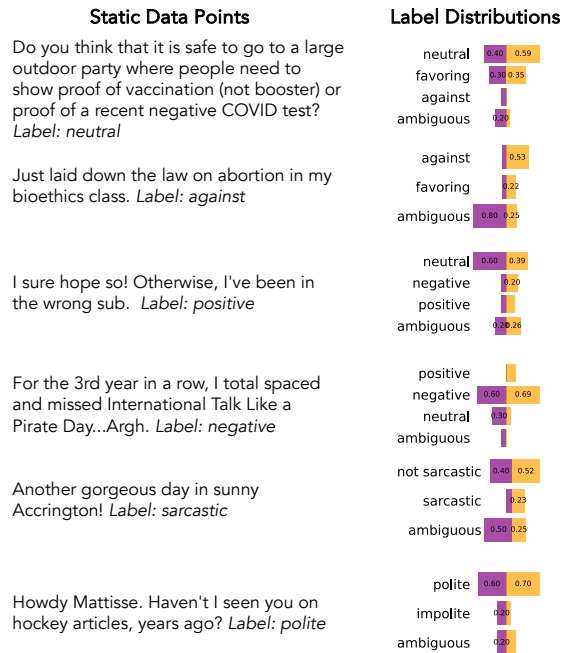 Static Data Points
Label Distributions
Do you think that it is safe to go to a large
outdoor party where people need to
show proof of vaccination (not booster) or
proof of a recent negative COVID test?
Label: neutral
neutral 0.40 0.59
favoring 0.30 0.35
against
ambiguous 0.20
Just laid down the law on abortion in my
bioethics class. Label: against
against 0.53
favoring 0.22
ambiguous 0.80 0.25
I sure hope so! Otherwise, I've been in
the wrong sub. Label: positive
neutral 0.60 0.39
negative 0.20
positive
ambiguous 0.20 0.26
For the 3rd year in a row, I total spaced
and missed International Talk Like a
Pirate Day...Argh. Label: negative
positive
negative 0.60 0.69
neutral 0.30
ambiguous
Another gorgeous day in sunny
Accrington! Label: sarcastic
not sarcastic 0.40 0.52
sarcastic 0.23
ambiguous 0.50 0.25
Howdy Mattisse. Haven't I seen you on
hockey articles, years ago? Label: polite
polite 0.60 0.70
impolite 0.20
ambiguous 0.20